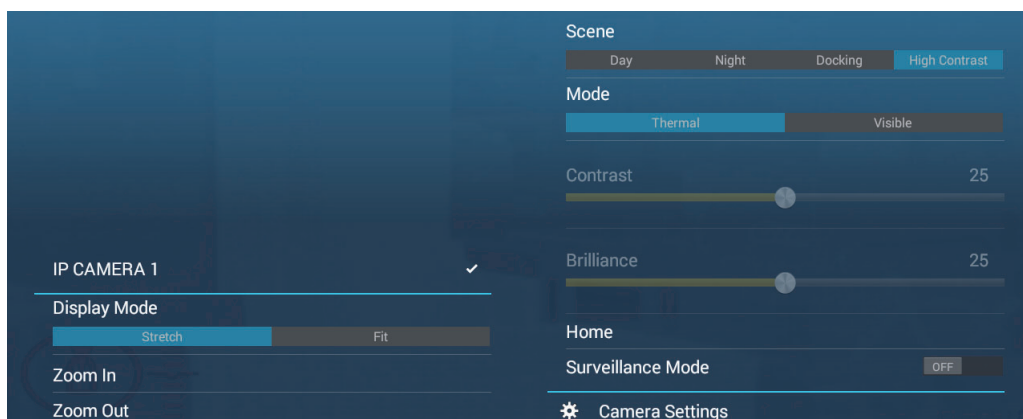 IP CAMERA 1
Display Mode
Stretch Fit
Zoom In
Zoom Out
Scene
Day Night Docking High Contrast
Mode
Thermal Visible
Contrast 25
Brilliance 25
Home
Surveillance Mode OFF
Camera Settings